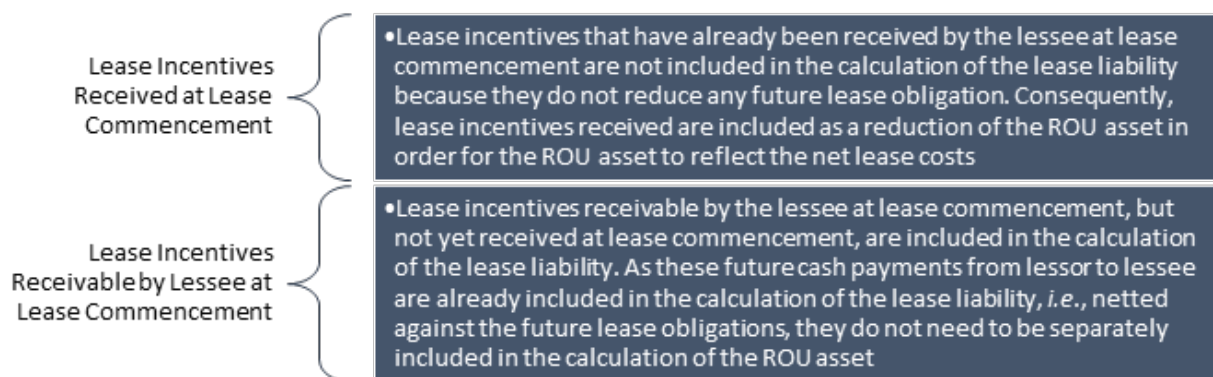 Lease Incentives
Received at Lease
Commencement
•Lease incentives that have already been received by the lessee at lease
commencement are not included in the calculation of the lease liability
because they do not reduce any future lease obligation. Consequently,
lease incentives received are included as a reduction of the ROU asset in
order for the ROU asset to reflect the net lease costs
Lease Incentives
Receivable by Lessee at
Lease Commencement
•Lease incentives receivable by the lessee at lease commencement, but
not yet received at lease commencement, are included in the calculation
of the lease liability. As these future cash payments from lessor to lessee
are already included in the calculation of the lease liability, i.e., netted
against the future lease obligations, they do not need to be separately
included in the calculation of the ROU asset